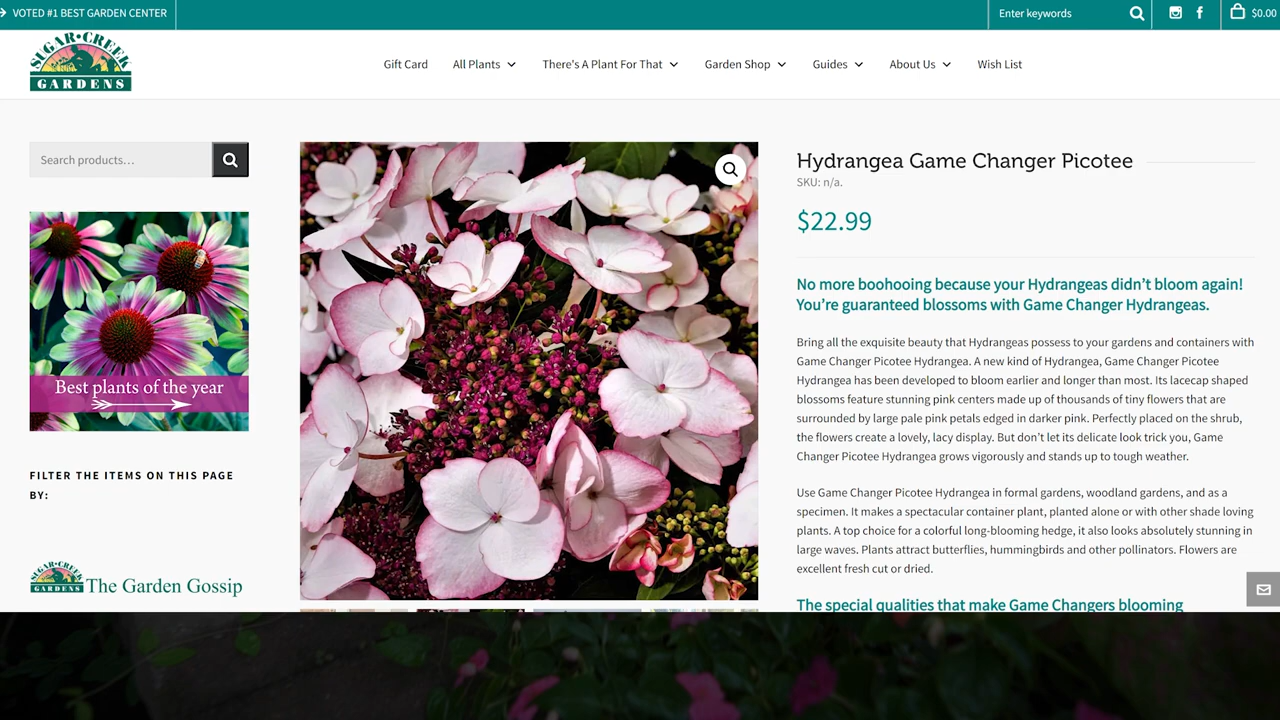 VOTED #1 BEST GARDEN CENTER
Enter keywords
$0.00
SUGAR-CREEK
GARDENS
Gift Card
All Plants
There's A Plant For That
Garden Shop
Guides
About Us
Wish List
Search products…
Best plants of the year
FILTER THE ITEMS ON THIS PAGE
BY:
SUGAR-CREEK
GARDENS
The Garden Gossip
Hydrangea Game Changer Picotee
SKU: n/a.
$22.99
No more boohooing because your Hydrangeas didn't bloom again!
You're guaranteed blossoms with Game Changer Hydrangeas.
Bring all the exquisite beauty that Hydrangeas possess to your gardens and containers with
Game Changer Picotee Hydrangea. A new kind of Hydrangea, Game Changer Picotee
Hydrangea has been developed to bloom earlier and longer than most. Its lacecap shaped
blossoms feature stunning pink centers made up of thousands of tiny flowers that are
surrounded by large pale pink petals edged in darker pink. Perfectly placed on the shrub,
the flowers create a lovely, lacy display. But don't let its delicate look trick you, Game
Changer Picotee Hydrangea grows vigorously and stands up to tough weather.
Use Game Changer Picotee Hydrangea in formal gardens, woodland gardens, and as a
specimen. It makes a spectacular container plant, planted alone or with other shade loving
plants. A top choice for a colorful long-blooming hedge, it also looks absolutely stunning in
large waves. Plants attract butterflies, hummingbirds and other pollinators. Flowers are
excellent fresh cut or dried.
The special qualities that make Game Changers blooming